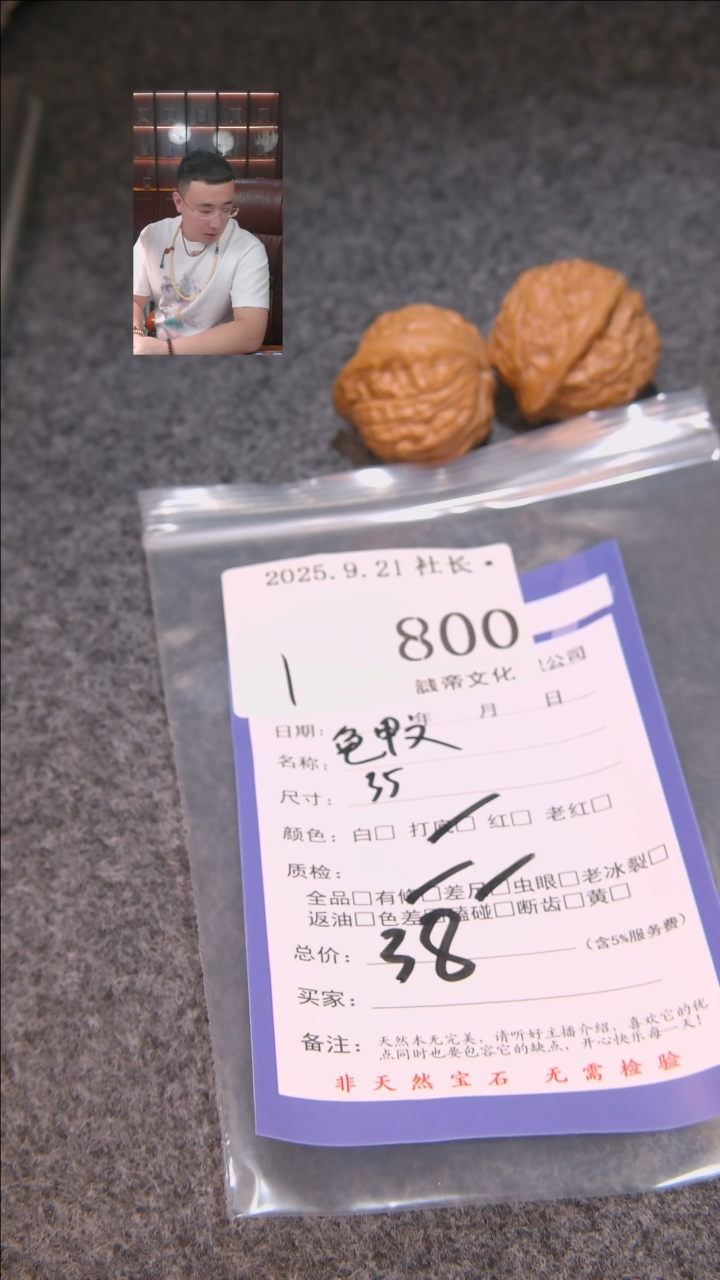 2025.9.21 社长·
800
1
帝文化
公司
日期： 年 月 日
名称： 龟甲文
尺寸： 35
颜色：白□ 打底□ 红□ 老红□
质检：
全品□有修□差尺□虫眼□老冰裂□
返油□色差□磕碰□断齿□黄□
总价： 38 （含5%服务费）
买家：
备注： 天然本无完美，请听好主播介绍，喜欢它的优
点同时也要包容它的缺点，开心快乐每一天！
非天然宝石 无需检验